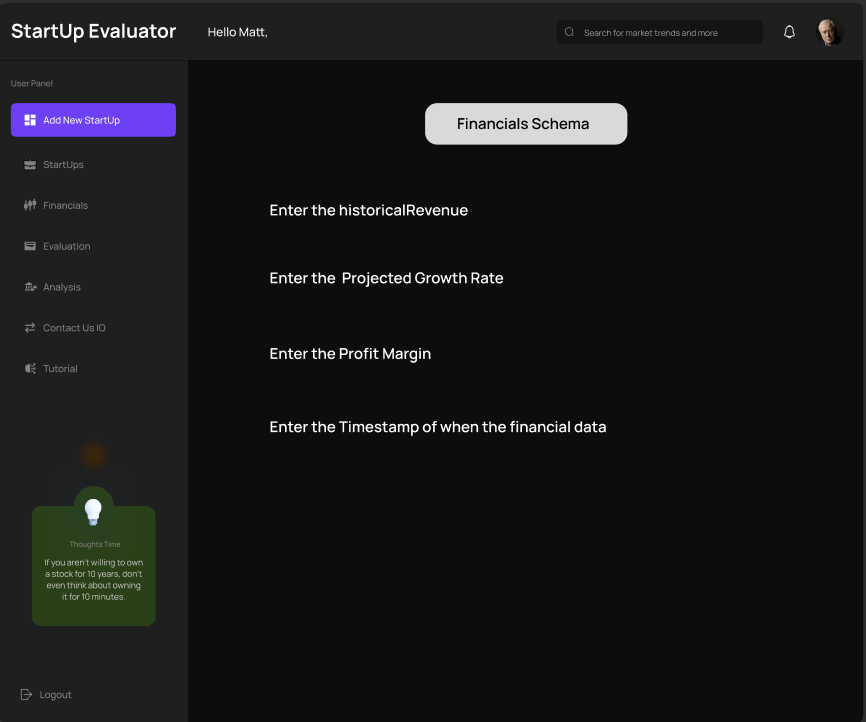 StartUp Evaluator
Hello Matt,
Search for market trends and more
User Panel
Add New StartUp
StartUps
Financials
Evaluation
Analysis
Contact Us IO
Tutorial
Thoughts Time
If you aren't willing to own
a stock for 10 years, don't
even think about owning
it for 10 minutes.
Logout
Financials Schema
Enter the historicalRevenue
Enter the  Projected Growth Rate
Enter the Profit Margin
Enter the Timestamp of when the financial data